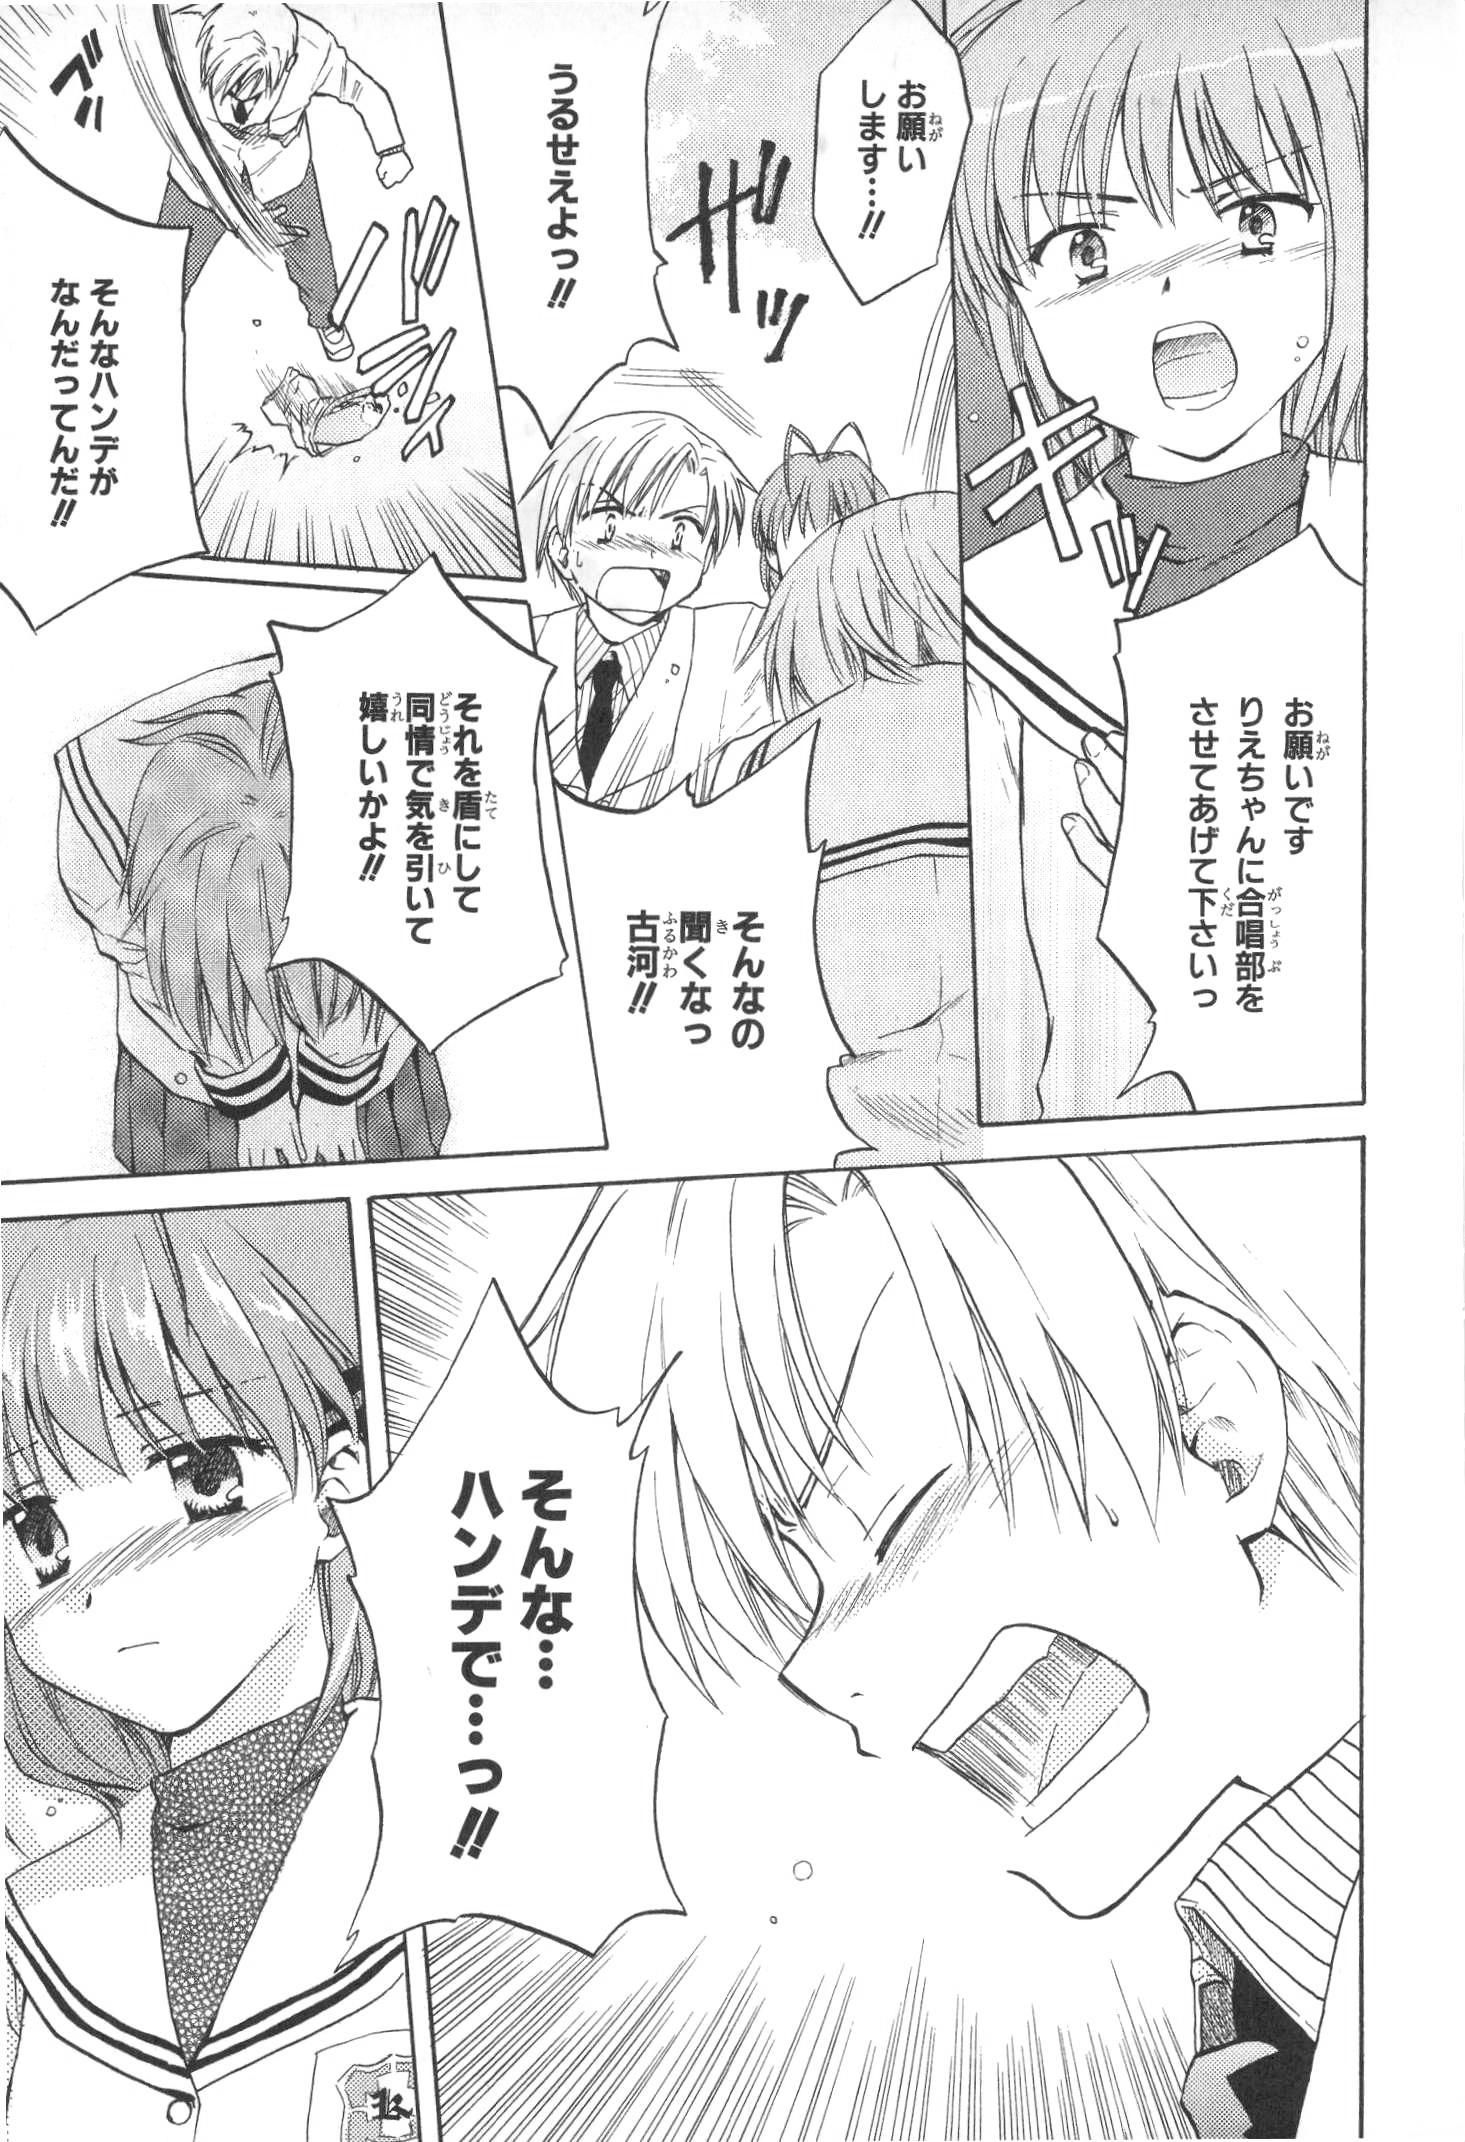 お願い
します…!!
ギュッ
お願いです
りえちゃんに合唱部を
させてあげて下さいっ
ザッ
うるせえよっ!!
そんなの
聞くなっ
古河!!
ズッ
そんなハンデが
なんだってんだ!!
それを盾にして
同情で気を引いて
嬉しいかよ!!
そんな…
ハンデで……っ!!